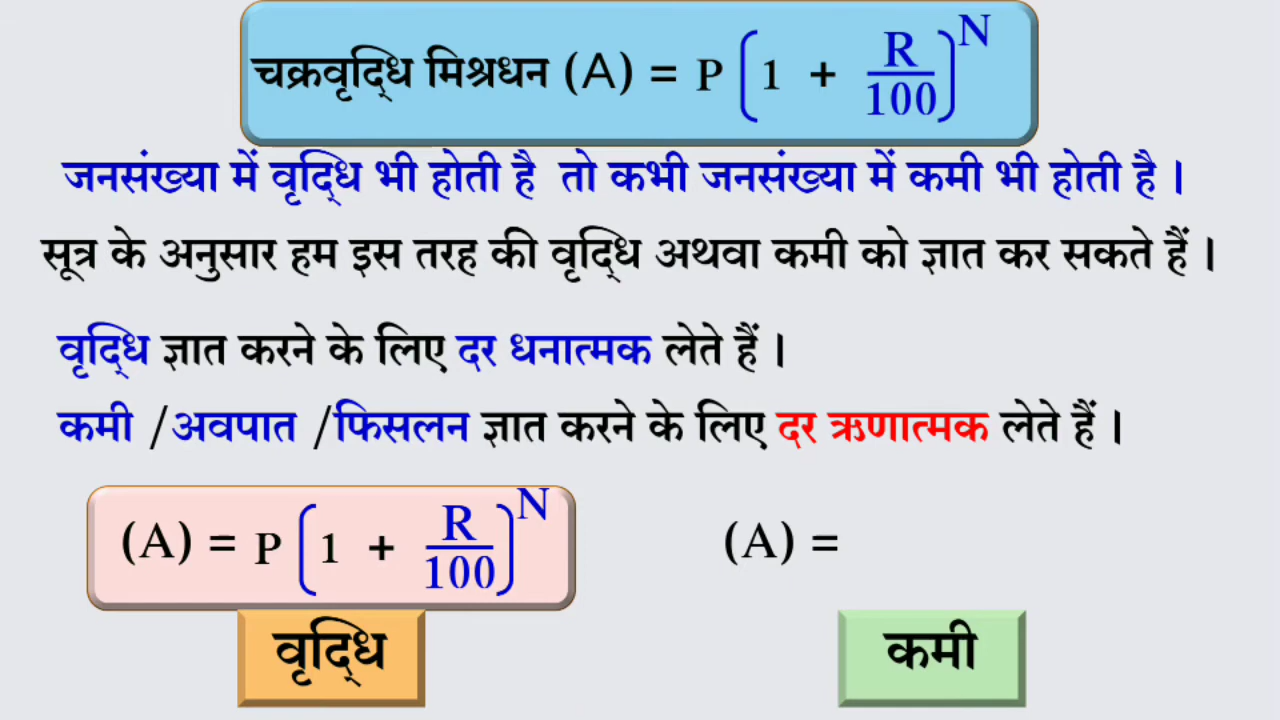 चक्रवृद्धि मिश्रधन (A) = P (1 + R/100)^N
जनसंख्या में वृद्धि भी होती है तो कभी जनसंख्या में कमी भी होती है ।
सूत्र के अनुसार हम इस तरह की वृद्धि अथवा कमी को ज्ञात कर सकते हैं ।
वृद्धि ज्ञात करने के लिए दर धनात्मक लेते हैं ।
कमी /अवपात /फिसलन ज्ञात करने के लिए दर ऋणात्मक लेते हैं ।
(A) = P (1 + R/100)^N (A) =
वृद्धि कमी